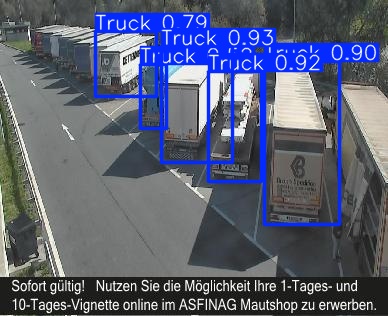 Truck 0.79
Truck 0.93
Truck 0.90
Truck 0.92
Sofort gültig! Nutzen Sie die Möglichkeit Ihre 1-Tages- und
10-Tages-Vignette online im ASFINAG Mautshop zu erwerben.